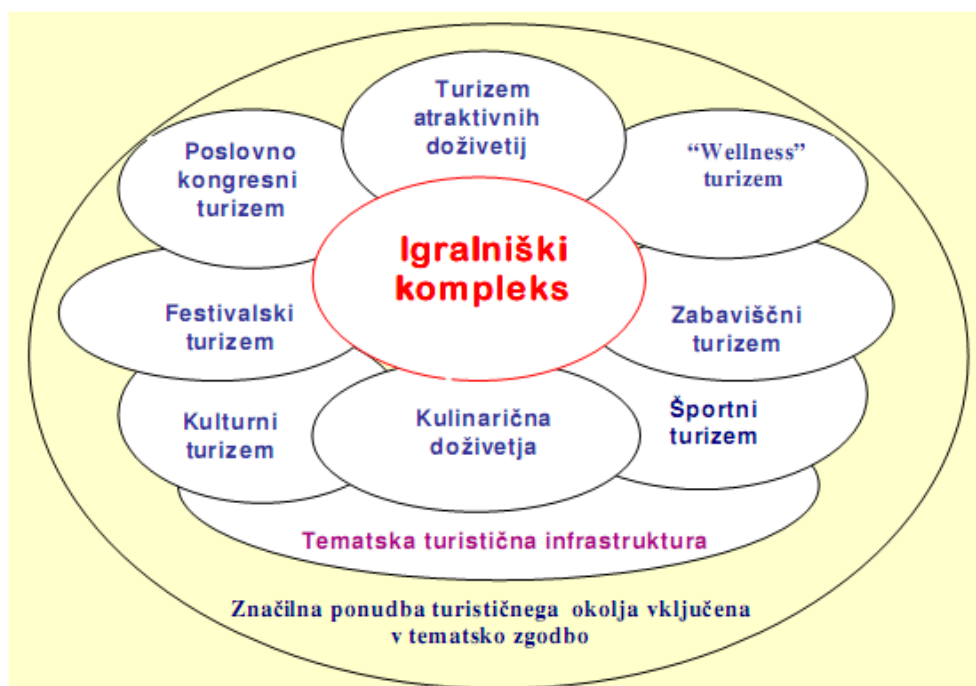 Turizem
atraktivnih
doživetij
Poslovno
kongresni
turizem
“Wellness”
turizem
Igralniški
kompleks
Festivalski
turizem
Zabaviščni
turizem
Kulturni
turizem
Kulinarična
doživetja
Športni
turizem
Tematska turistična infrastruktura
Značilna ponudba turističnega okolja vključena
v tematsko zgodbo